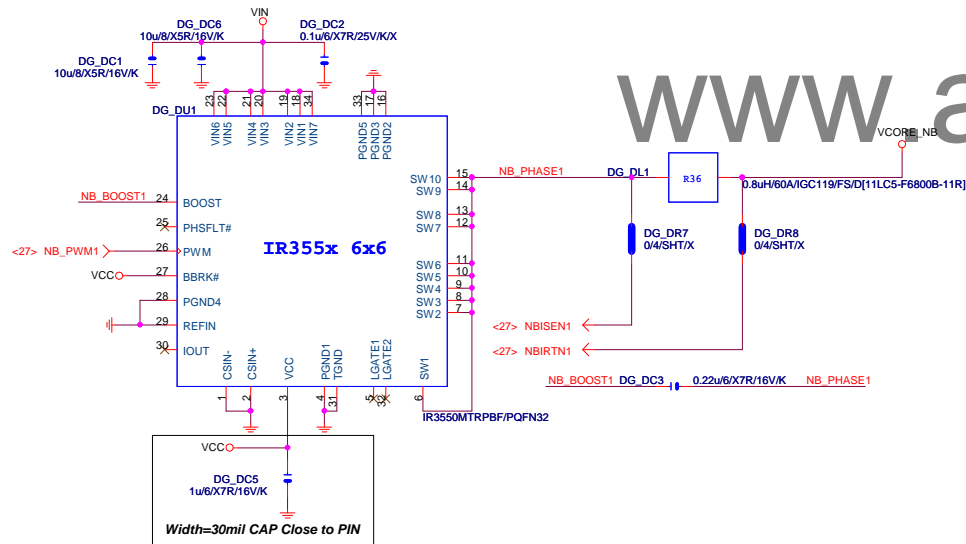 VIN
DG_DC6
10u/8/X5R/16V/K
DG_DC2
0.1u/6/X7R/25V/K/X
DG_DC1
10u/8/X5R/16V/K
www.a
VCORE_NB
DG_DU1
23
22
21
20
19
18
34
33
17
16
VIN6
VIN5
VIN4
VIN3
VIN2
VIN1
VIN7
PGND5
PGND3
PGND2
NB_PHASE1
DG_DL1
R36
0.8uH/60A/IGC119/FS/D[11LC5-F6800B-11R]
SW10 15
SW9 14
SW8 13
SW7 12
SW6 11
SW5 10
SW4 9
SW3 8
SW2 7
NB_BOOST1 24 BOOST
25 PHSFLT#
<27> NB_PWM1 26 PWM
VCC 27 BBRK#
28 PGND4
29 REFIN
30 IOUT
IR355x 6x6
DG_DR7
0/4/SHT/X
DG_DR8
0/4/SHT/X
<27> NBISEN1
<27> NBIRTN1
CSIN-
CSIN+
VCC
PGND1
TGND
LGATE1
LGATE2
SW1
1
2
3
4
31
5
32
6
IR3550MTRPBF/PQFN32
NB_BOOST1 DG_DC3 0.22u/6/X7R/16V/K NB_PHASE1
VCC
DG_DC5
1u/6/X7R/16V/K
Width=30mil CAP Close to PIN